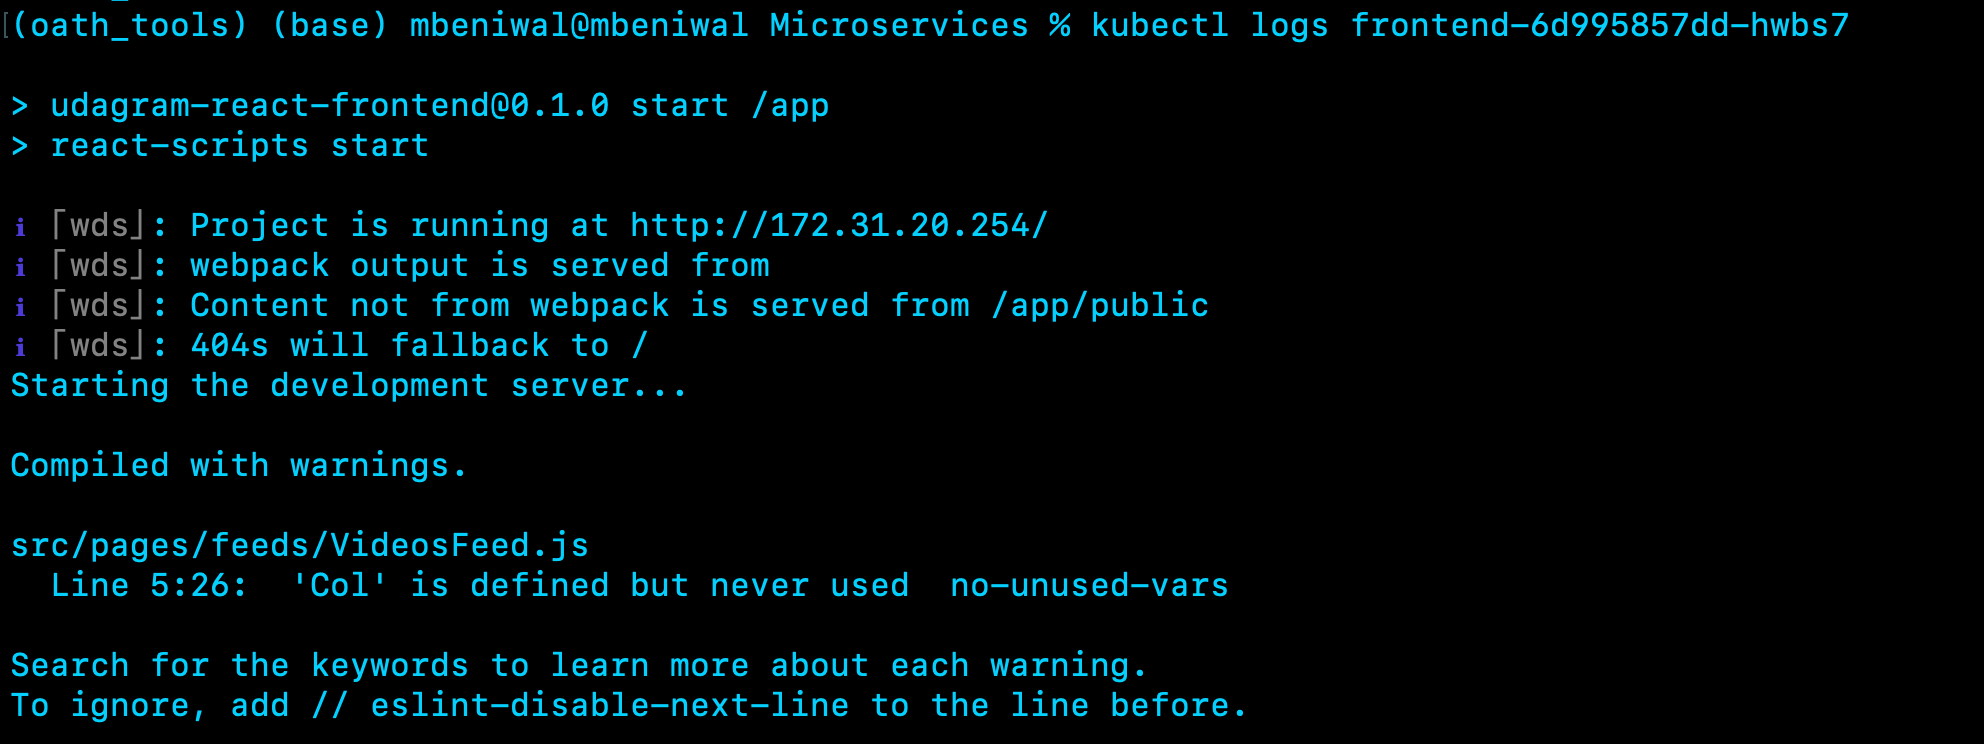 [(oath_tools) (base) mbeniwal@mbeniwal Microservices % kubectl logs frontend-6d995857dd-hwbs7
> udagram-react-frontend@0.1.0 start /app
> react-scripts start
ℹ ｢wds｣: Project is running at http://172.31.20.254/
ℹ ｢wds｣: webpack output is served from
ℹ ｢wds｣: Content not from webpack is served from /app/public
ℹ ｢wds｣: 404s will fallback to /
Starting the development server...
Compiled with warnings.
src/pages/feeds/VideosFeed.js
  Line 5:26:  'Col' is defined but never used  no-unused-vars
Search for the keywords to learn more about each warning.
To ignore, add // eslint-disable-next-line to the line before.